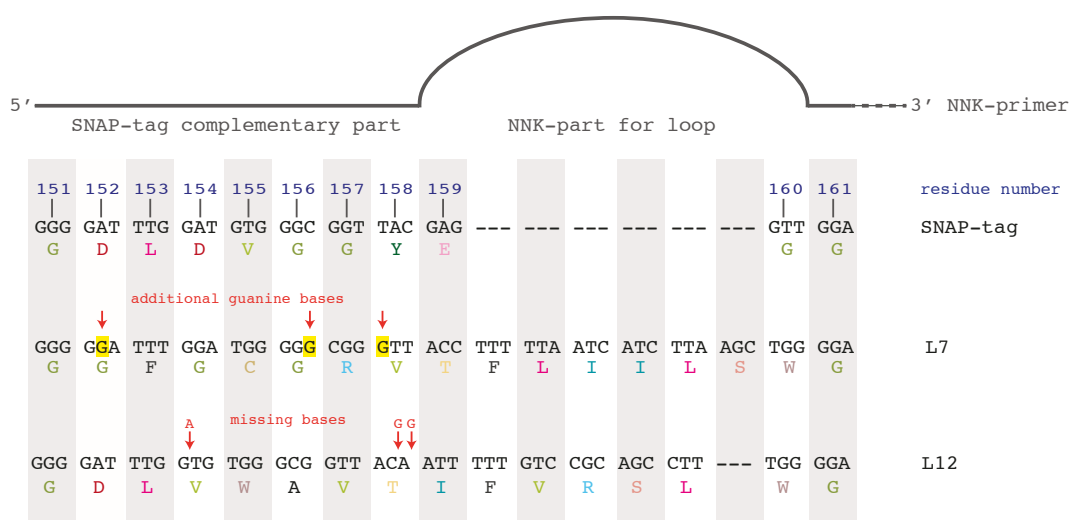 5′ 3′ NNK-primer
SNAP-tag complementary part NNK-part for loop
151 152 153 154 155 156 157 158 159 160 161 residue number
GGG GAT TTG GAT GTG GGC GGT TAC GAG --- --- --- --- --- --- GTT GGA SNAP-tag
G D L D V G G Y E G G
additional guanine bases
GGG GGA TTT GGA TGG GGG CGG GTT ACC TTT TTA ATC ATC TTA AGC TGG GGA L7
G G F G C G R V T F L I I L S W G
A missing bases G G
GGG GAT TTG GTG TGG GCG GTT ACA ATT TTT GTC CGC AGC CTT --- TGG GGA L12
G D L V W A V T I F V R S L W G